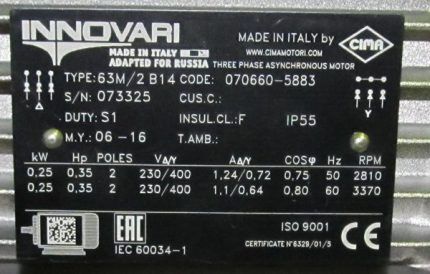 INNOVARI
MADE IN ITALY by CIMA
MADE IN ITALY
WWW.CIMAMOTORI.COM
ADAPTED FOR RUSSIA THREE PHASE ASYNCHRONOUS MOTOR
TYPE: 63M/2 B14 CODE: 070660-5883
S/N: 073325 CUS.C.:
Δ Y
DUTY: S1 INSUL.CL.: F IP55
M.Y.: 06-16 T.AMB.:
kW Hp POLES VΔ/Y AΔ/Y COSφ Hz RPM
0,25 0,35 2 230/400 1,24/0,72 0,75 50 2810
0,25 0,35 2 230/400 1,1/0,64 0,80 60 3370
EAC
IEC 60034-1
ISO 9001
CERTIFICATE N°6329/01/S
CE